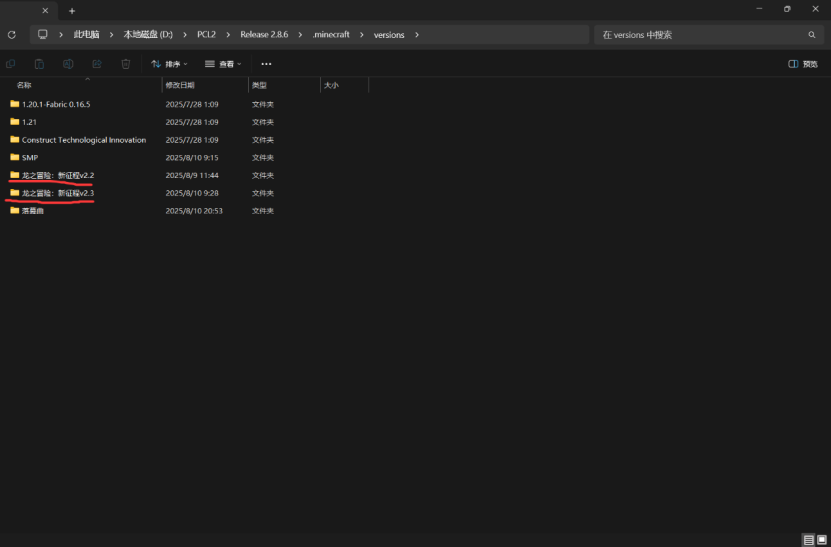 此电脑 > 本地磁盘 (D:) > PCL2 > Release 2.8.6 > .minecraft > versions >
在 versions 中搜索
排序
查看
预览
名称 修改日期 类型 大小
1.20.1-Fabric 0.16.5 2025/7/28 1:09 文件夹
1.21 2025/7/28 1:09 文件夹
Construct Technological Innovation 2025/7/28 1:09 文件夹
SMP 2025/8/10 9:15 文件夹
龙之冒险：新征程v2.2 2025/8/9 11:44 文件夹
龙之冒险：新征程v2.3 2025/8/10 9:28 文件夹
落幕曲 2025/8/10 20:53 文件夹